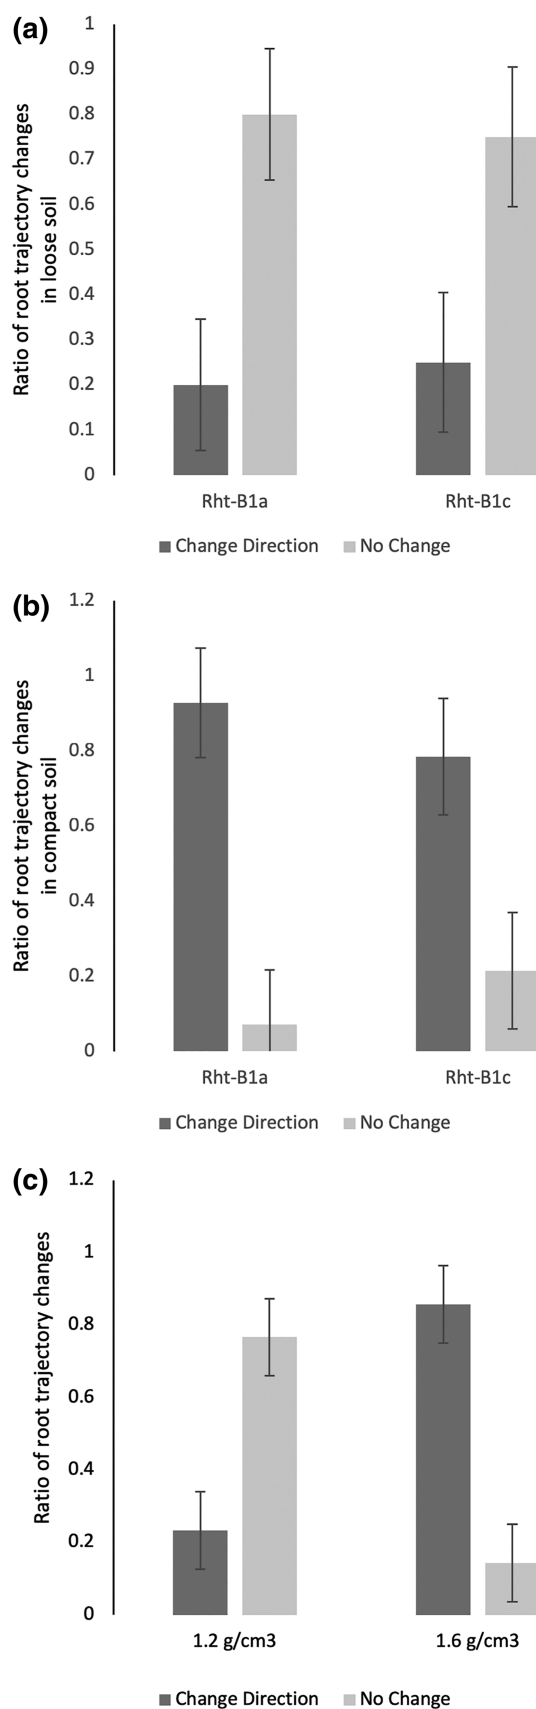 (a)
Ratio of root trajectory changes
in loose soil
1
0.9
0.8
0.7
0.6
0.5
0.4
0.3
0.2
0.1
0
Rht-B1a Rht-B1c
Change Direction No Change
(b)
Ratio of root trajectory changes
in compact soil
1.2
1
0.8
0.6
0.4
0.2
0
Rht-B1a Rht-B1c
Change Direction No Change
(c)
Ratio of root trajectory changes
1.2
1
0.8
0.6
0.4
0.2
0
1.2 g/cm3 1.6 g/cm3
Change Direction No Change